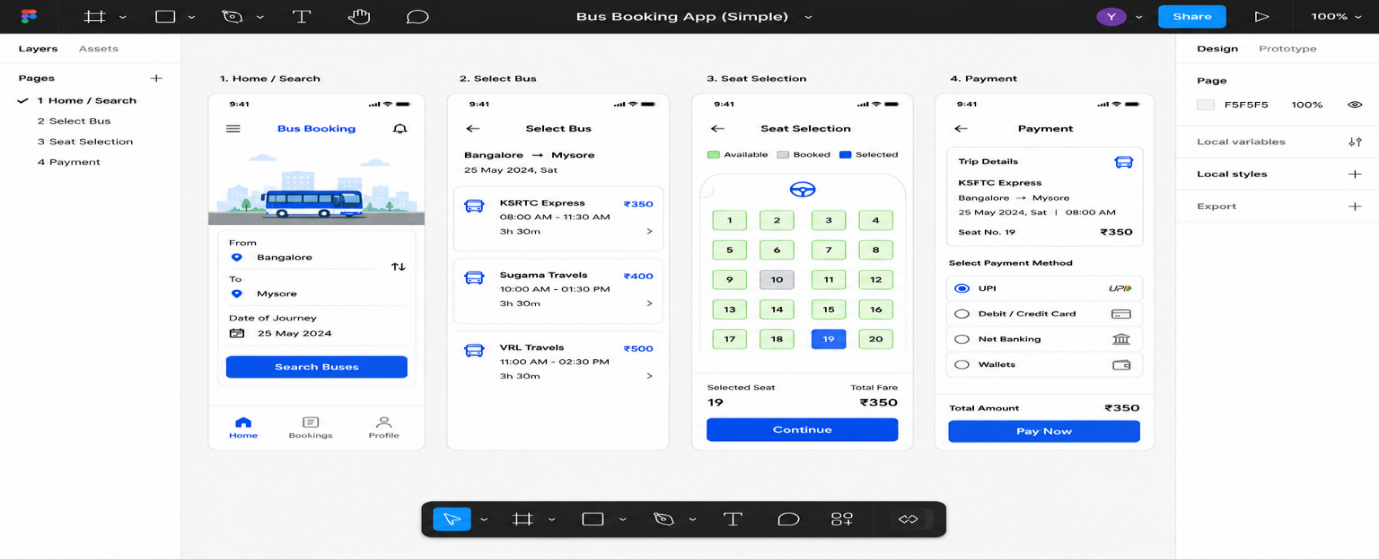 Bus Booking App (Simple)
Y
Share
100%
Layers Assets
Pages
1 Home / Search
2 Select Bus
3 Seat Selection
4 Payment
1. Home / Search
9:41
Bus Booking
From
Bangalore
To
Mysore
Date of Journey
25 May 2024
Search Buses
Home Bookings Profile
2. Select Bus
9:41
Select Bus
Bangalore → Mysore
25 May 2024, Sat
KSRTC Express ₹350
08:00 AM - 11:30 AM
3h 30m
Sugama Travels ₹400
10:00 AM - 01:30 PM
3h 30m
VRL Travels ₹500
11:00 AM - 02:30 PM
3h 30m
3. Seat Selection
9:41
Seat Selection
Available Booked Selected
1 2 3 4
5 6 7 8
9 10 11 12
13 14 15 16
17 18 19 20
Selected Seat Total Fare
19 ₹350
Continue
4. Payment
9:41
Payment
Trip Details
KSFTC Express
Bangalore → Mysore
25 May 2024, Sat | 08:00 AM
Seat No. 19 ₹350
Select Payment Method
UPI UPI
Debit / Credit Card
Net Banking
Wallets
Total Amount ₹350
Pay Now
Design Prototype
Page
F5F5F5 100%
Local variables
Local styles
Export